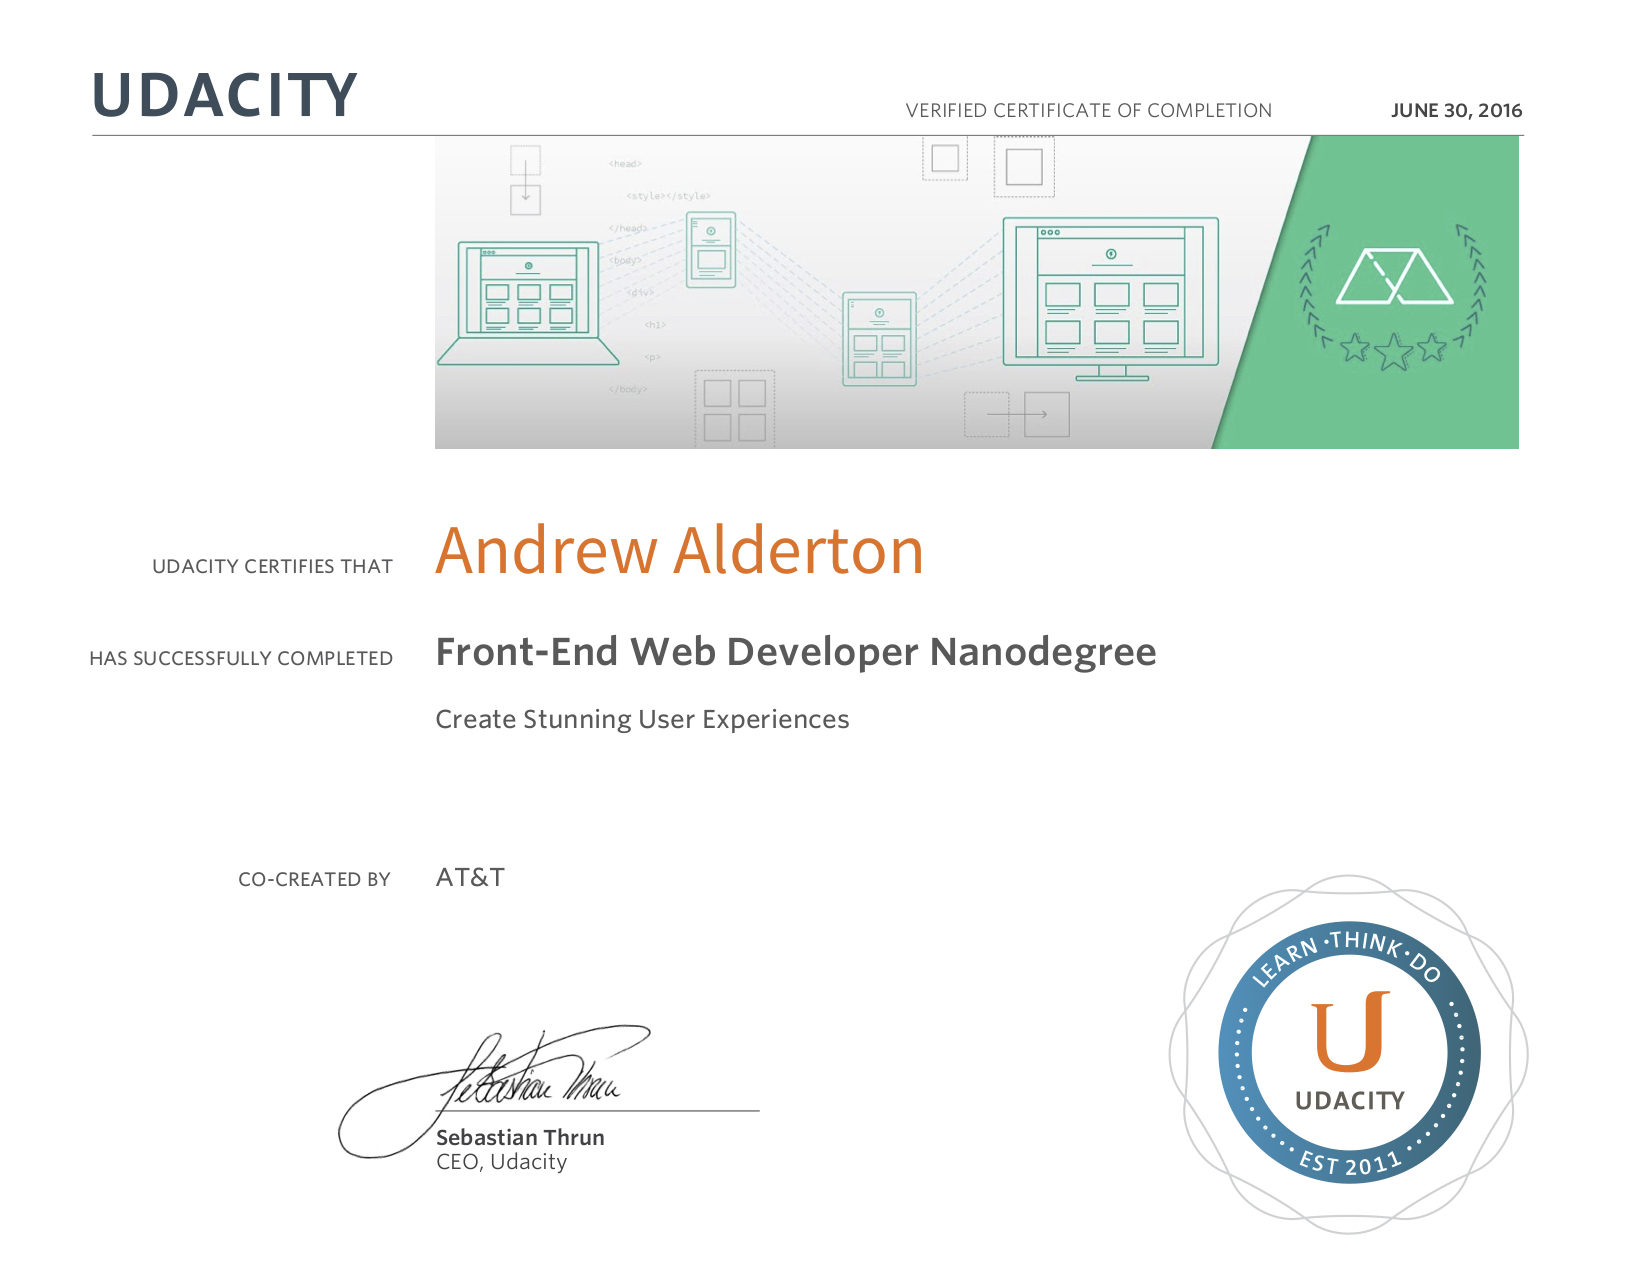 UDACITY
VERIFIED CERTIFICATE OF COMPLETION
JUNE 30, 2016
<head>
<style></style>
</head>
<body>
<div>
<h1>
<p>
</body>
UDACITY CERTIFIES THAT
Andrew Alderton
HAS SUCCESSFULLY COMPLETED
Front-End Web Developer Nanodegree
Create Stunning User Experiences
CO-CREATED BY
AT&T
Sebastian Thrun
Sebastian Thrun
CEO, Udacity
LEARN · THINK · DO
U
UDACITY
EST 2011